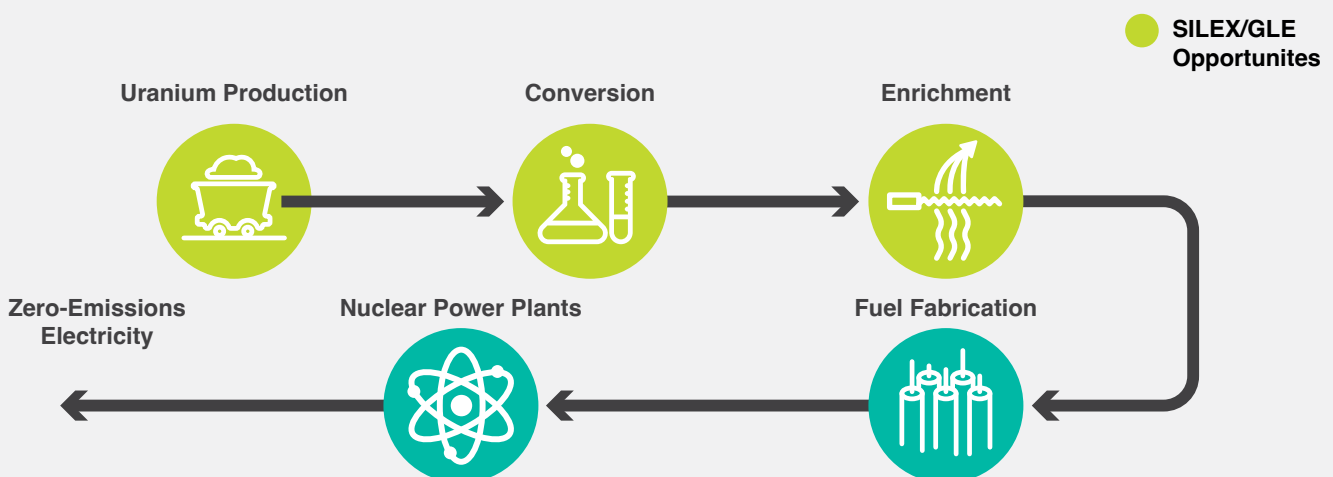 SILEX/GLE
Opportunites
Uranium Production
Conversion
Enrichment
Zero-Emissions
Electricity
Nuclear Power Plants
Fuel Fabrication